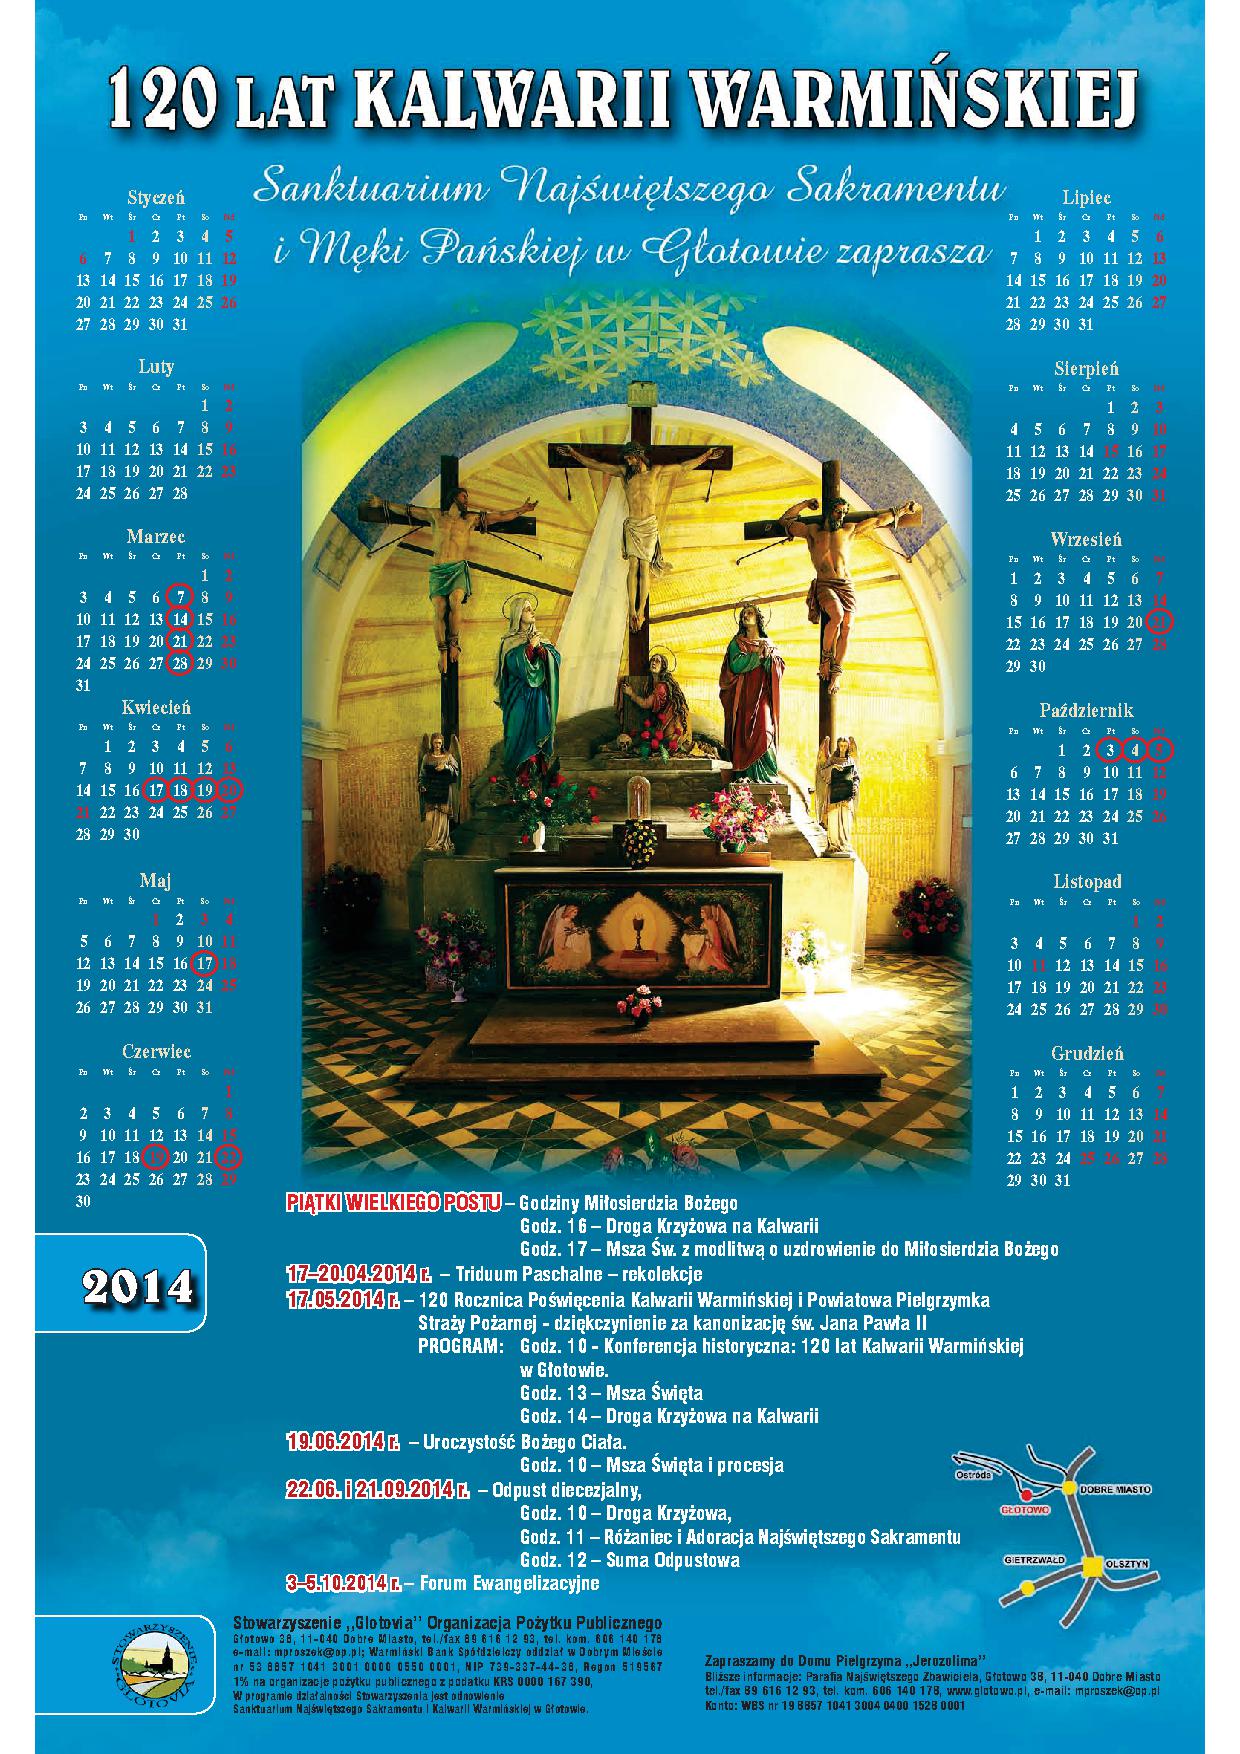 120 LAT KALWARII WARMIŃSKIEJ
Sanktuarium Najświętszego Sakramentu
i Męki Pańskiej w Głotowie zaprasza
Styczeń
Pn Wt Śr Cz Pt So Nd
1 2 3 4 5
6 7 8 9 10 11 12
13 14 15 16 17 18 19
20 21 22 23 24 25 26
27 28 29 30 31
Luty
Pn Wt Śr Cz Pt So Nd
1 2
3 4 5 6 7 8 9
10 11 12 13 14 15 16
17 18 19 20 21 22 23
24 25 26 27 28
Marzec
Pn Wt Śr Cz Pt So Nd
1 2
3 4 5 6 7 8 9
10 11 12 13 14 15 16
17 18 19 20 21 22 23
24 25 26 27 28 29 30
31
Kwiecień
Pn Wt Śr Cz Pt So Nd
1 2 3 4 5 6
7 8 9 10 11 12 13
14 15 16 17 18 19 20
21 22 23 24 25 26 27
28 29 30
Maj
Pn Wt Śr Cz Pt So Nd
1 2 3 4
5 6 7 8 9 10 11
12 13 14 15 16 17 18
19 20 21 22 23 24 25
26 27 28 29 30 31
Czerwiec
Pn Wt Śr Cz Pt So Nd
1
2 3 4 5 6 7 8
9 10 11 12 13 14 15
16 17 18 19 20 21 22
23 24 25 26 27 28 29
30
Lipiec
Pn Wt Śr Cz Pt So Nd
1 2 3 4 5 6
7 8 9 10 11 12 13
14 15 16 17 18 19 20
21 22 23 24 25 26 27
28 29 30 31
Sierpień
Pn Wt Śr Cz Pt So Nd
1 2 3
4 5 6 7 8 9 10
11 12 13 14 15 16 17
18 19 20 21 22 23 24
25 26 27 28 29 30 31
Wrzesień
Pn Wt Śr Cz Pt So Nd
1 2 3 4 5 6 7
8 9 10 11 12 13 14
15 16 17 18 19 20 21
22 23 24 25 26 27 28
29 30
Październik
Pn Wt Śr Cz Pt So Nd
1 2 3 4 5
6 7 8 9 10 11 12
13 14 15 16 17 18 19
20 21 22 23 24 25 26
27 28 29 30 31
Listopad
Pn Wt Śr Cz Pt So Nd
1 2
3 4 5 6 7 8 9
10 11 12 13 14 15 16
17 18 19 20 21 22 23
24 25 26 27 28 29 30
Grudzień
Pn Wt Śr Cz Pt So Nd
1 2 3 4 5 6 7
8 9 10 11 12 13 14
15 16 17 18 19 20 21
22 23 24 25 26 27 28
29 30 31
2014
PIĄTKI WIELKIEGO POSTU – Godziny Miłosierdzia Bożego
Godz. 16 – Droga Krzyżowa na Kalwarii
Godz. 17 – Msza Św. z modlitwą o uzdrowienie do Miłosierdzia Bożego
17–20.04.2014 r. – Triduum Paschalne – rekolekcje
17.05.2014 r. – 120 Rocznica Poświęcenia Kalwarii Warmińskiej i Powiatowa Pielgrzymka
Straży Pożarnej - dziękczynienie za kanonizację św. Jana Pawła II
PROGRAM: Godz. 10 - Konferencja historyczna: 120 lat Kalwarii Warmińskiej
w Głotowie.
Godz. 13 – Msza Święta
Godz. 14 – Droga Krzyżowa na Kalwarii
19.06.2014 r. – Uroczystość Bożego Ciała.
Godz. 10 – Msza Święta i procesja
22.06. i 21.09.2014 r. – Odpust diecezjalny,
Godz. 10 – Droga Krzyżowa,
Godz. 11 – Różaniec i Adoracja Najświętszego Sakramentu
Godz. 12 – Suma Odpustowa
3–5.10.2014 r. – Forum Ewangelizacyjne
Ostróda
DOBRE MIASTO
GŁOTOWO
GIETRZWAŁD
OLSZTYN
STOWARZYSZENIE GLOTOVIA
Stowarzyszenie ,,Glotovia'' Organizacja Pożytku Publicznego
Głotowo 38, 11-040 Dobre Miasto, tel./fax 89 616 12 93, tel. kom. 606 140 178
e-mail: mproszek@op.pl; Warmiński Bank Spółdzielczy oddział w Dobrym Mieście
nr 53 8857 1041 3001 0000 0550 0001, NIP 739-337-44-36, Regon 519567
1% na organizacje pożytku publicznego z podatku KRS 0000 167 390,
W programie działalności Stowarzyszenia jest odnowienie
Sanktuarium Najświętszego Sakramentu i Kalwarii Warmińskiej w Głotowie.
Zapraszamy do Domu Pielgrzyma ,,Jerozolima''
Bliższe informacje: Parafia Najświętszego Zbawiciela, Głotowo 38, 11-040 Dobre Miasto
tel./fax 89 616 12 93, tel. kom. 606 140 178, www.glotowo.pl, e-mail: mproszek@op.pl
Konto: WBS nr 19 8857 1041 3004 0400 1528 0001